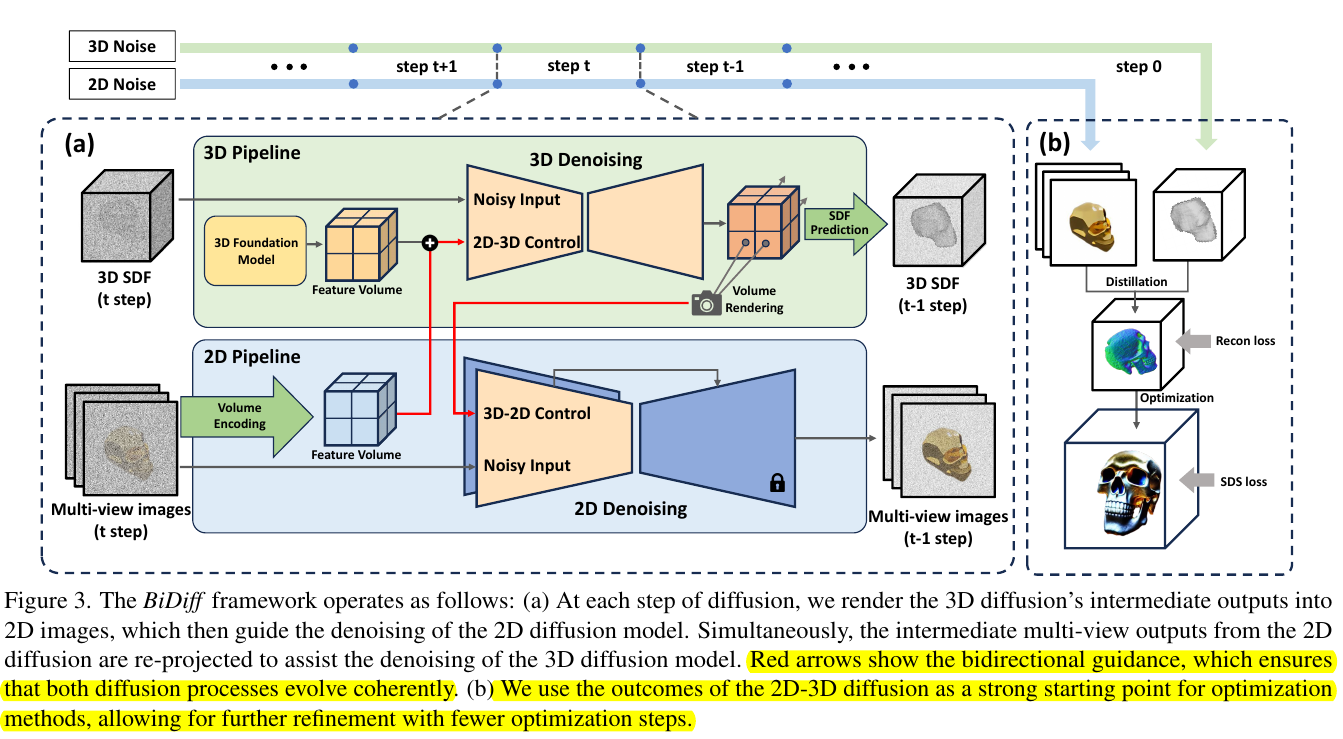 3D Noise
2D Noise
• • •
step t+1
step t
step t-1
• • •
step 0
(a)
3D Pipeline
3D Denoising
Noisy Input
2D-3D Control
3D Foundation
Model
Feature Volume
3D SDF
(t step)
Volume
Rendering
SDF
Prediction
3D SDF
(t-1 step)
2D Pipeline
Volume
Encoding
Feature Volume
3D-2D Control
Noisy Input
2D Denoising
Multi-view images
(t step)
Multi-view images
(t-1 step)
(b)
Distillation
Recon loss
Optimization
SDS loss
Figure 3. The BiDiff framework operates as follows: (a) At each step of diffusion, we render the 3D diffusion's intermediate outputs into
2D images, which then guide the denoising of the 2D diffusion model. Simultaneously, the intermediate multi-view outputs from the 2D
diffusion are re-projected to assist the denoising of the 3D diffusion model. Red arrows show the bidirectional guidance, which ensures
that both diffusion processes evolve coherently. (b) We use the outcomes of the 2D-3D diffusion as a strong starting point for optimization
methods, allowing for further refinement with fewer optimization steps.